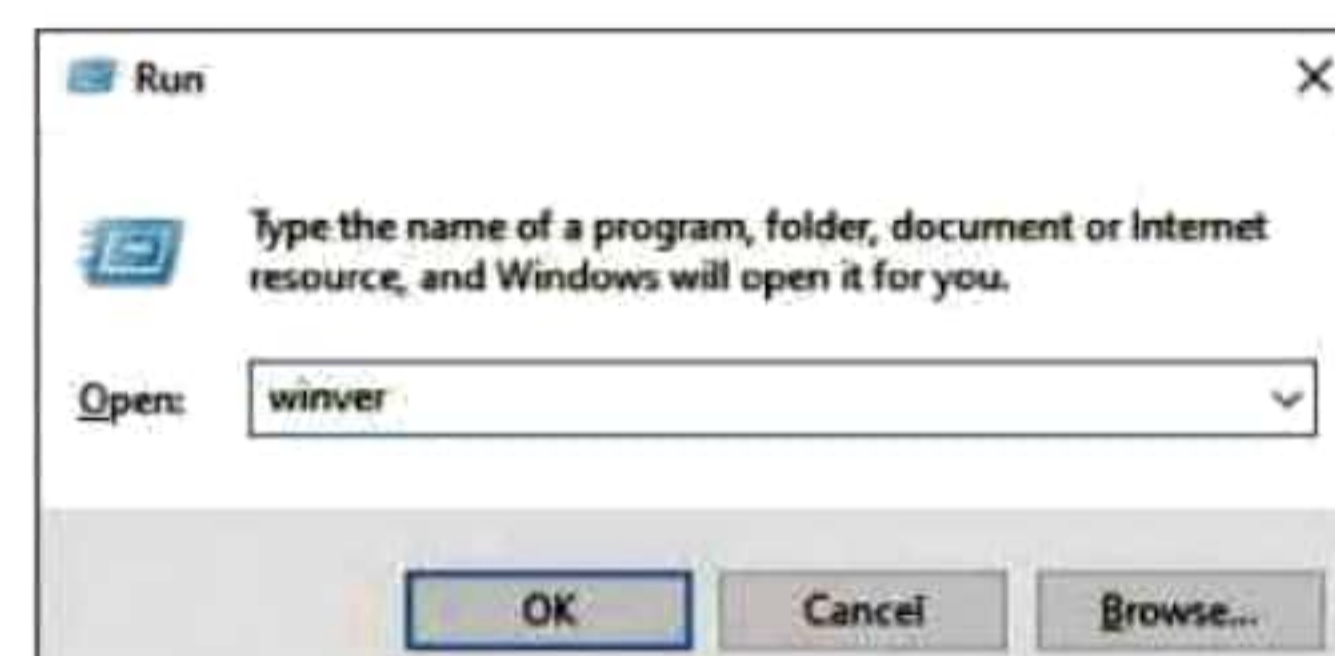 Run
Type the name of a program, folder, document or Internet
resource, and Windows will open it for you.
Open: winver
OK Cancel Browse...